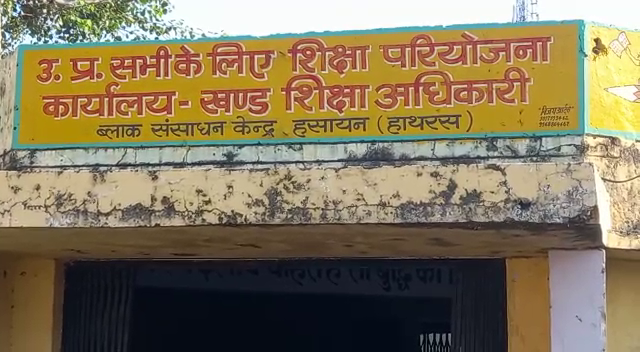 उ. प्र. सभी के लिए शिक्षा परियोजना
कार्यालय - खण्ड शिक्षा अधिकारी
ब्लाक संसाधन केन्द्र हसायन (हाथरस)